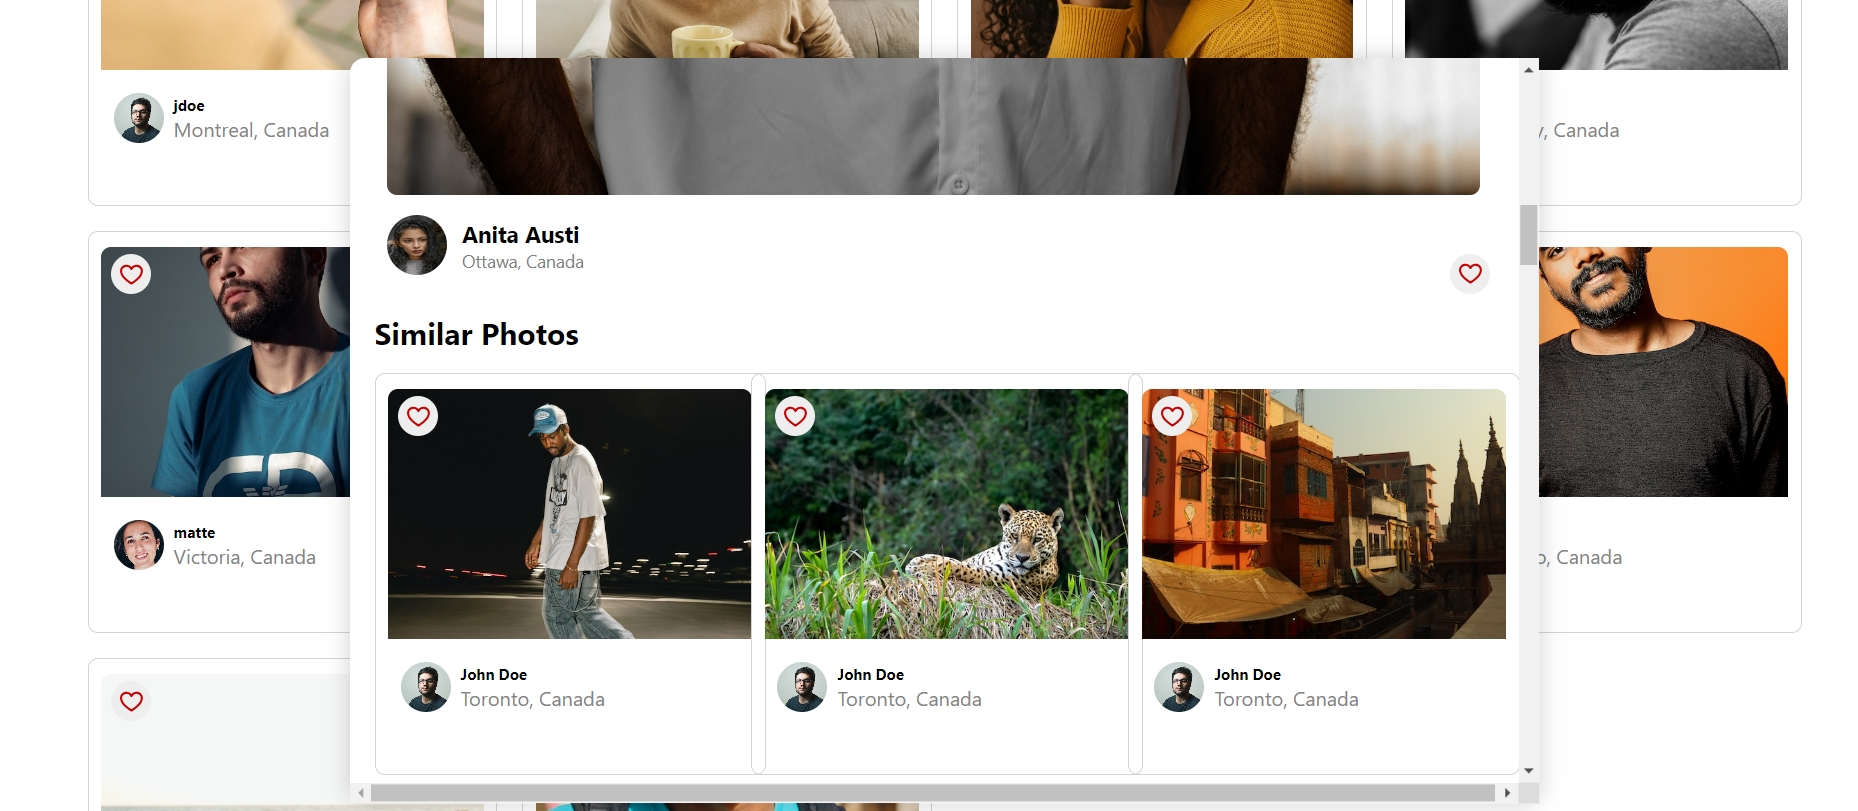 jdoe
Montreal, Canada
Canada
Anita Austi
Ottawa, Canada
Similar Photos
matte
Victoria, Canada
Canada
John Doe
Toronto, Canada
John Doe
Toronto, Canada
John Doe
Toronto, Canada